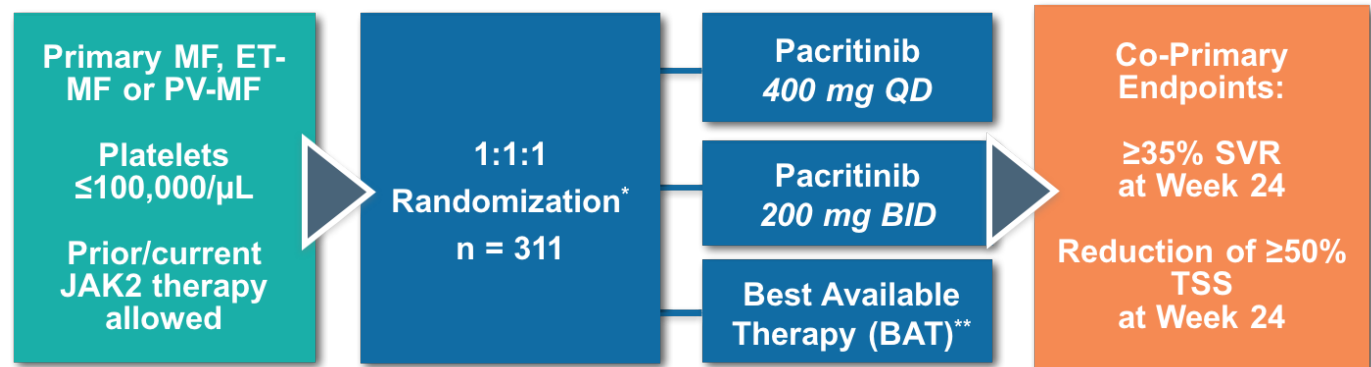 Primary MF, ET-
MF or PV-MF
Platelets
≤100,000/µL
Prior/current
JAK2 therapy
allowed
1:1:1
Randomization*
n = 311
Pacritinib
400 mg QD
Pacritinib
200 mg BID
Best Available
Therapy (BAT)**
Co-Primary
Endpoints:
≥35% SVR
at Week 24
Reduction of ≥50%
TSS
at Week 24